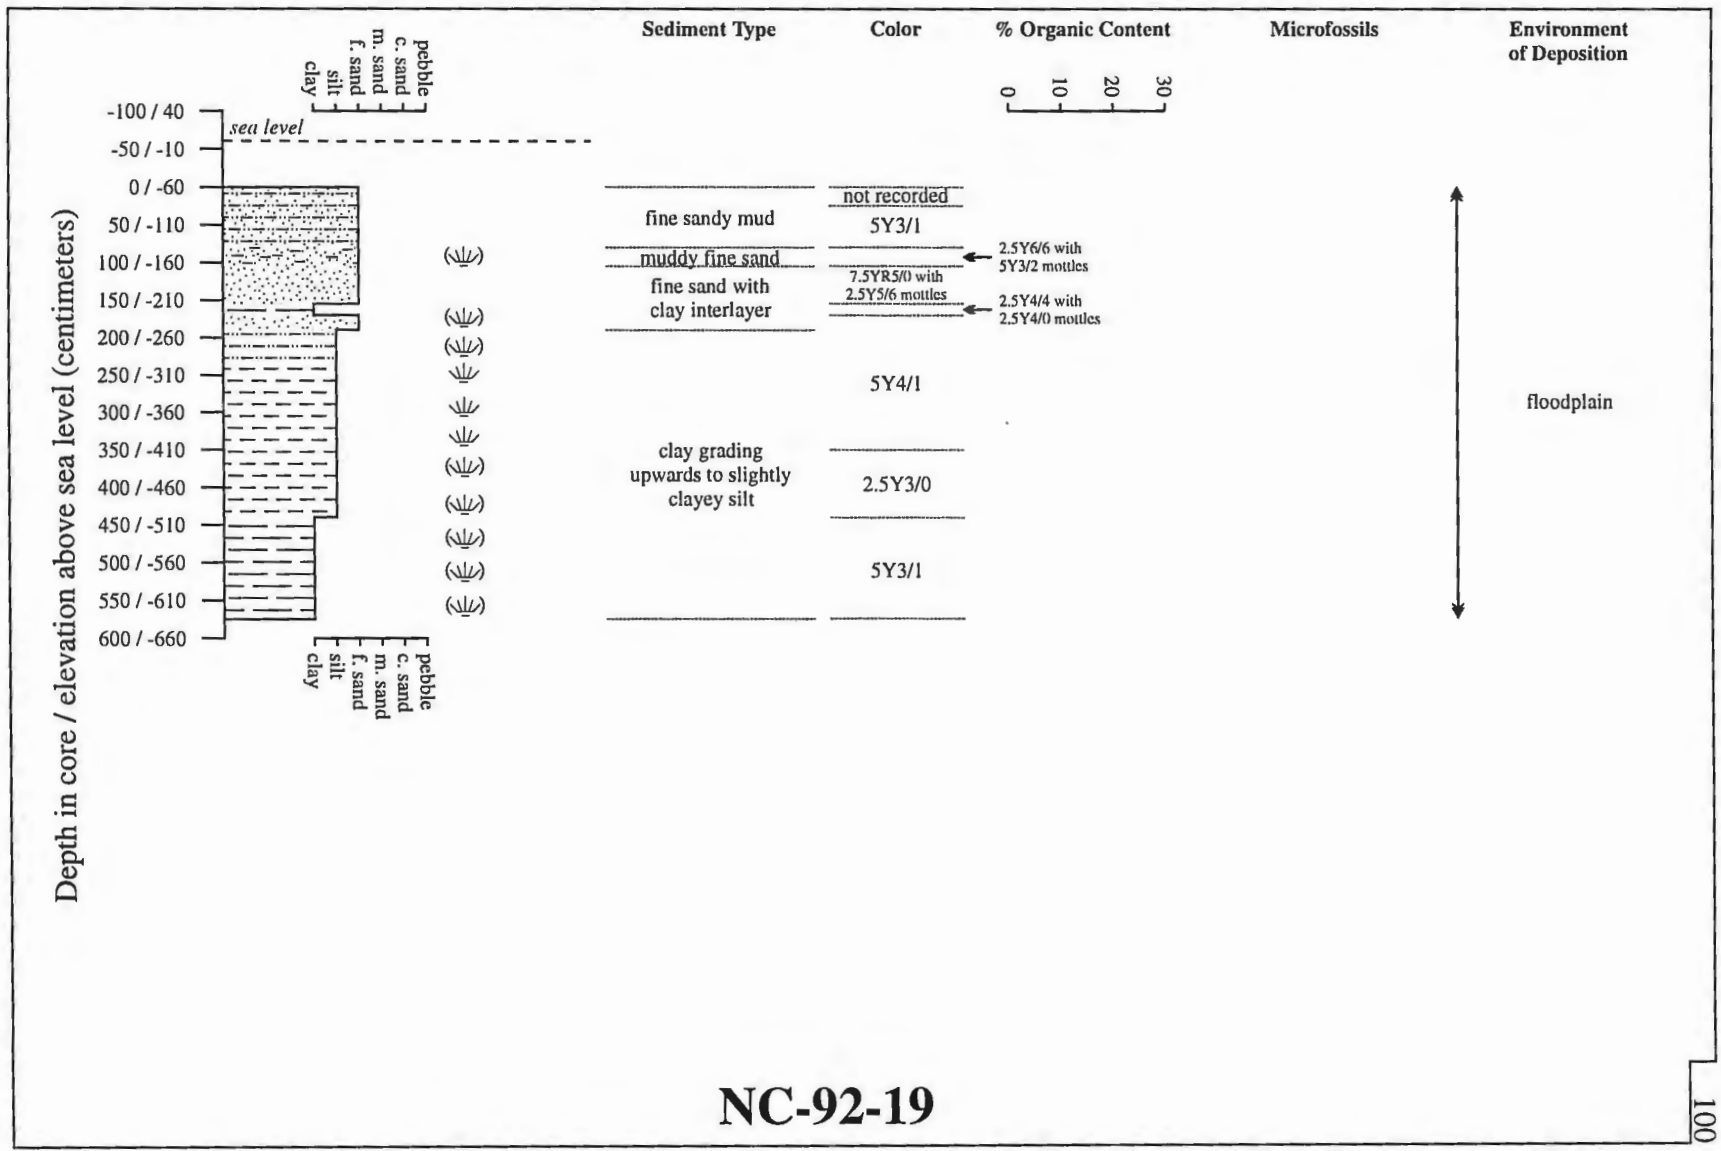 Sediment Type
Color
% Organic Content
Microfossils
Environment
of Deposition
clay
silt
f. sand
m. sand
c. sand
pebble
0
10
20
30
Depth in core / elevation above sea level (centimeters)
-100 / 40
sea level
-50 / -10
0 / -60
50 / -110
100 / -160
150 / -210
200 / -260
250 / -310
300 / -360
350 / -410
400 / -460
450 / -510
500 / -560
550 / -610
600 / -660
fine sandy mud
muddy fine sand
fine sand with
clay interlayer
clay grading
upwards to slightly
clayey silt
not recorded
5Y3/1
7.5YR5/0 with
2.5Y5/6 mottles
5Y4/1
2.5Y3/0
5Y3/1
2.5Y6/6 with
5Y3/2 mottles
2.5Y4/4 with
2.5Y4/0 mottles
floodplain
clay
silt
f. sand
m. sand
c. sand
pebble
NC-92-19
100